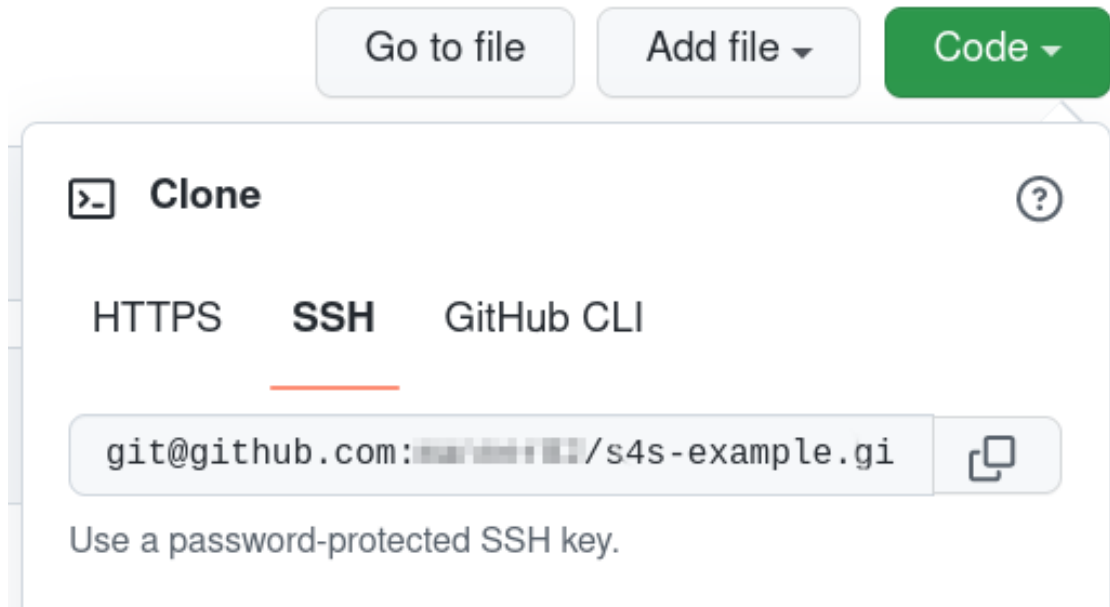 Go to file
Add file
Code
Clone
HTTPS
SSH
GitHub CLI
git@github.com: /s4s-example.gi
Use a password-protected SSH key.